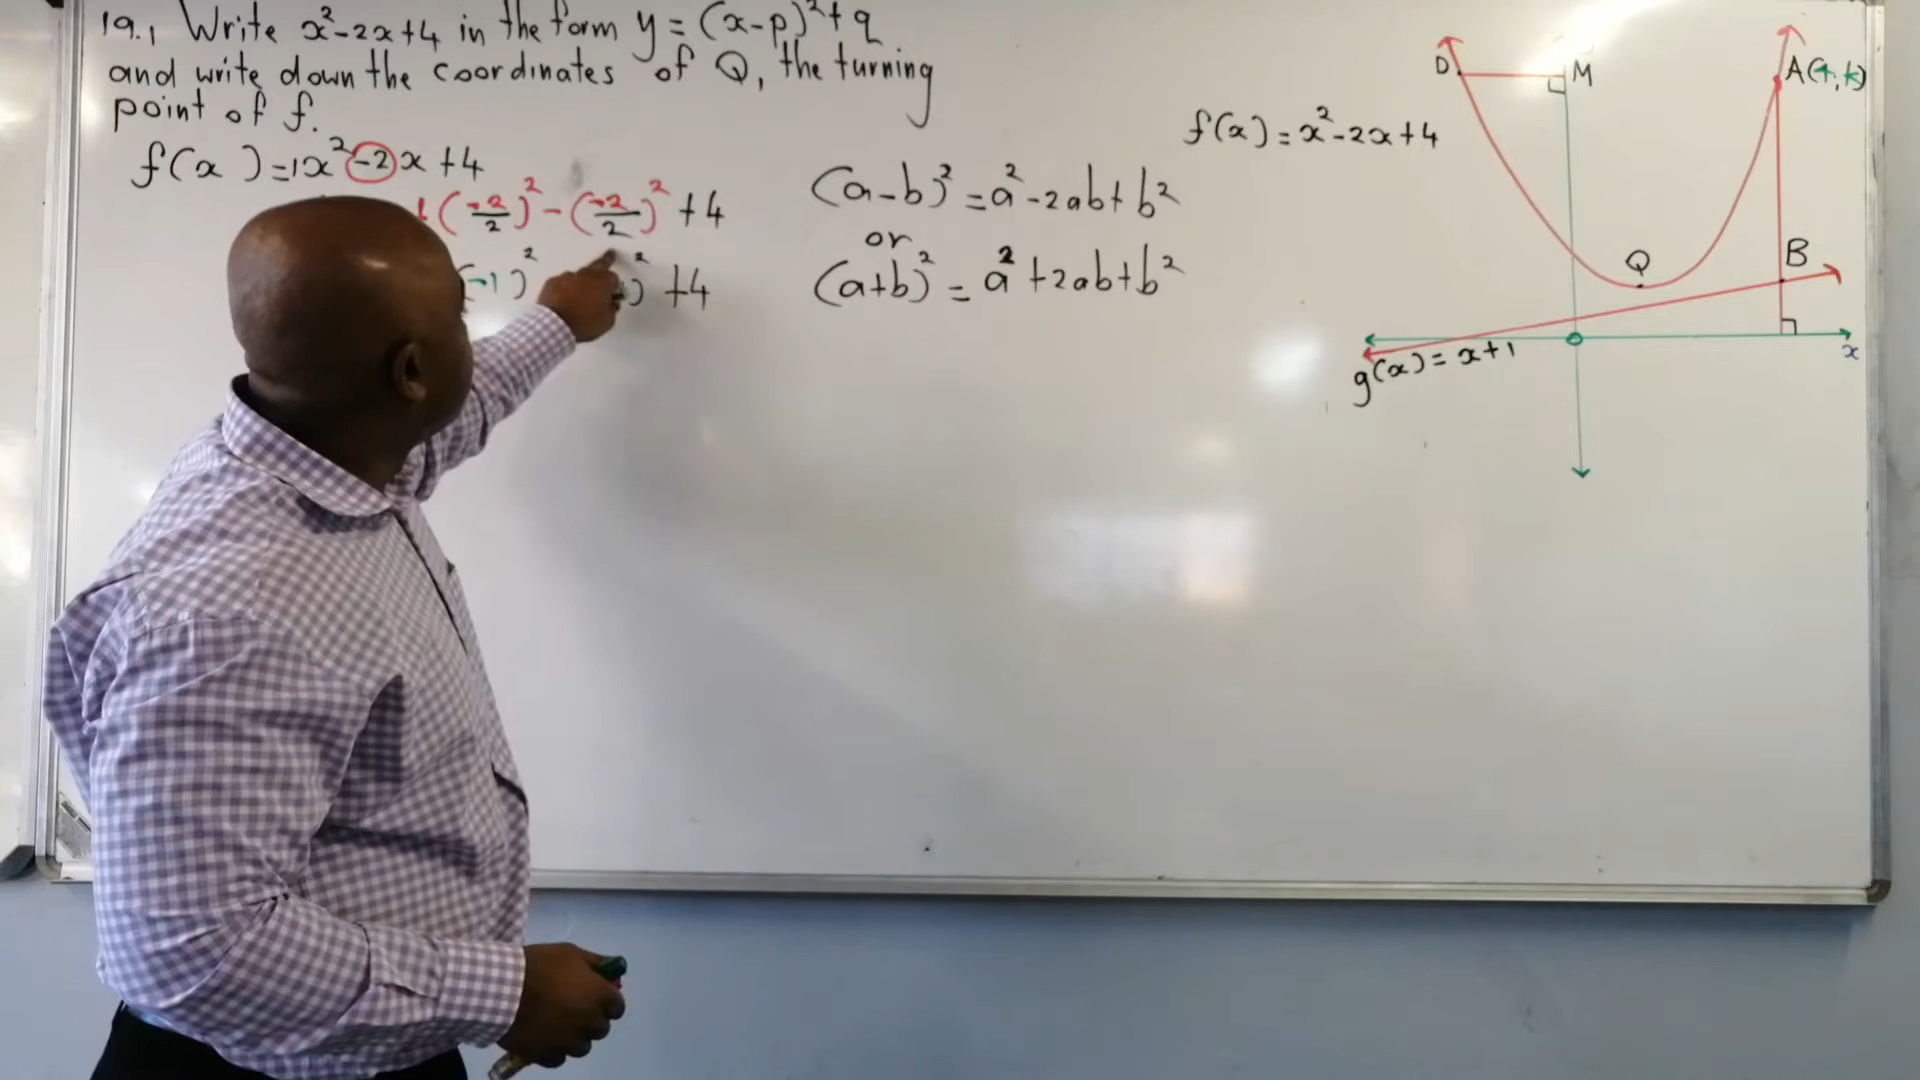 19.1 Write x²-2x+4 in the form y = (x-p)²+q
and write down the coordinates of Q, the turning
point of f.
f(x) = 1x²-2x+4
(-2/2)² - (-2/2)² +4
(-1)² )² +4
(a-b)² = a²-2ab+b²
or
(a+b)² = a²+2ab+b²
f(x) = x²-2x+4
D
M
A(4,k)
Q
B
x
g(x) = x+1